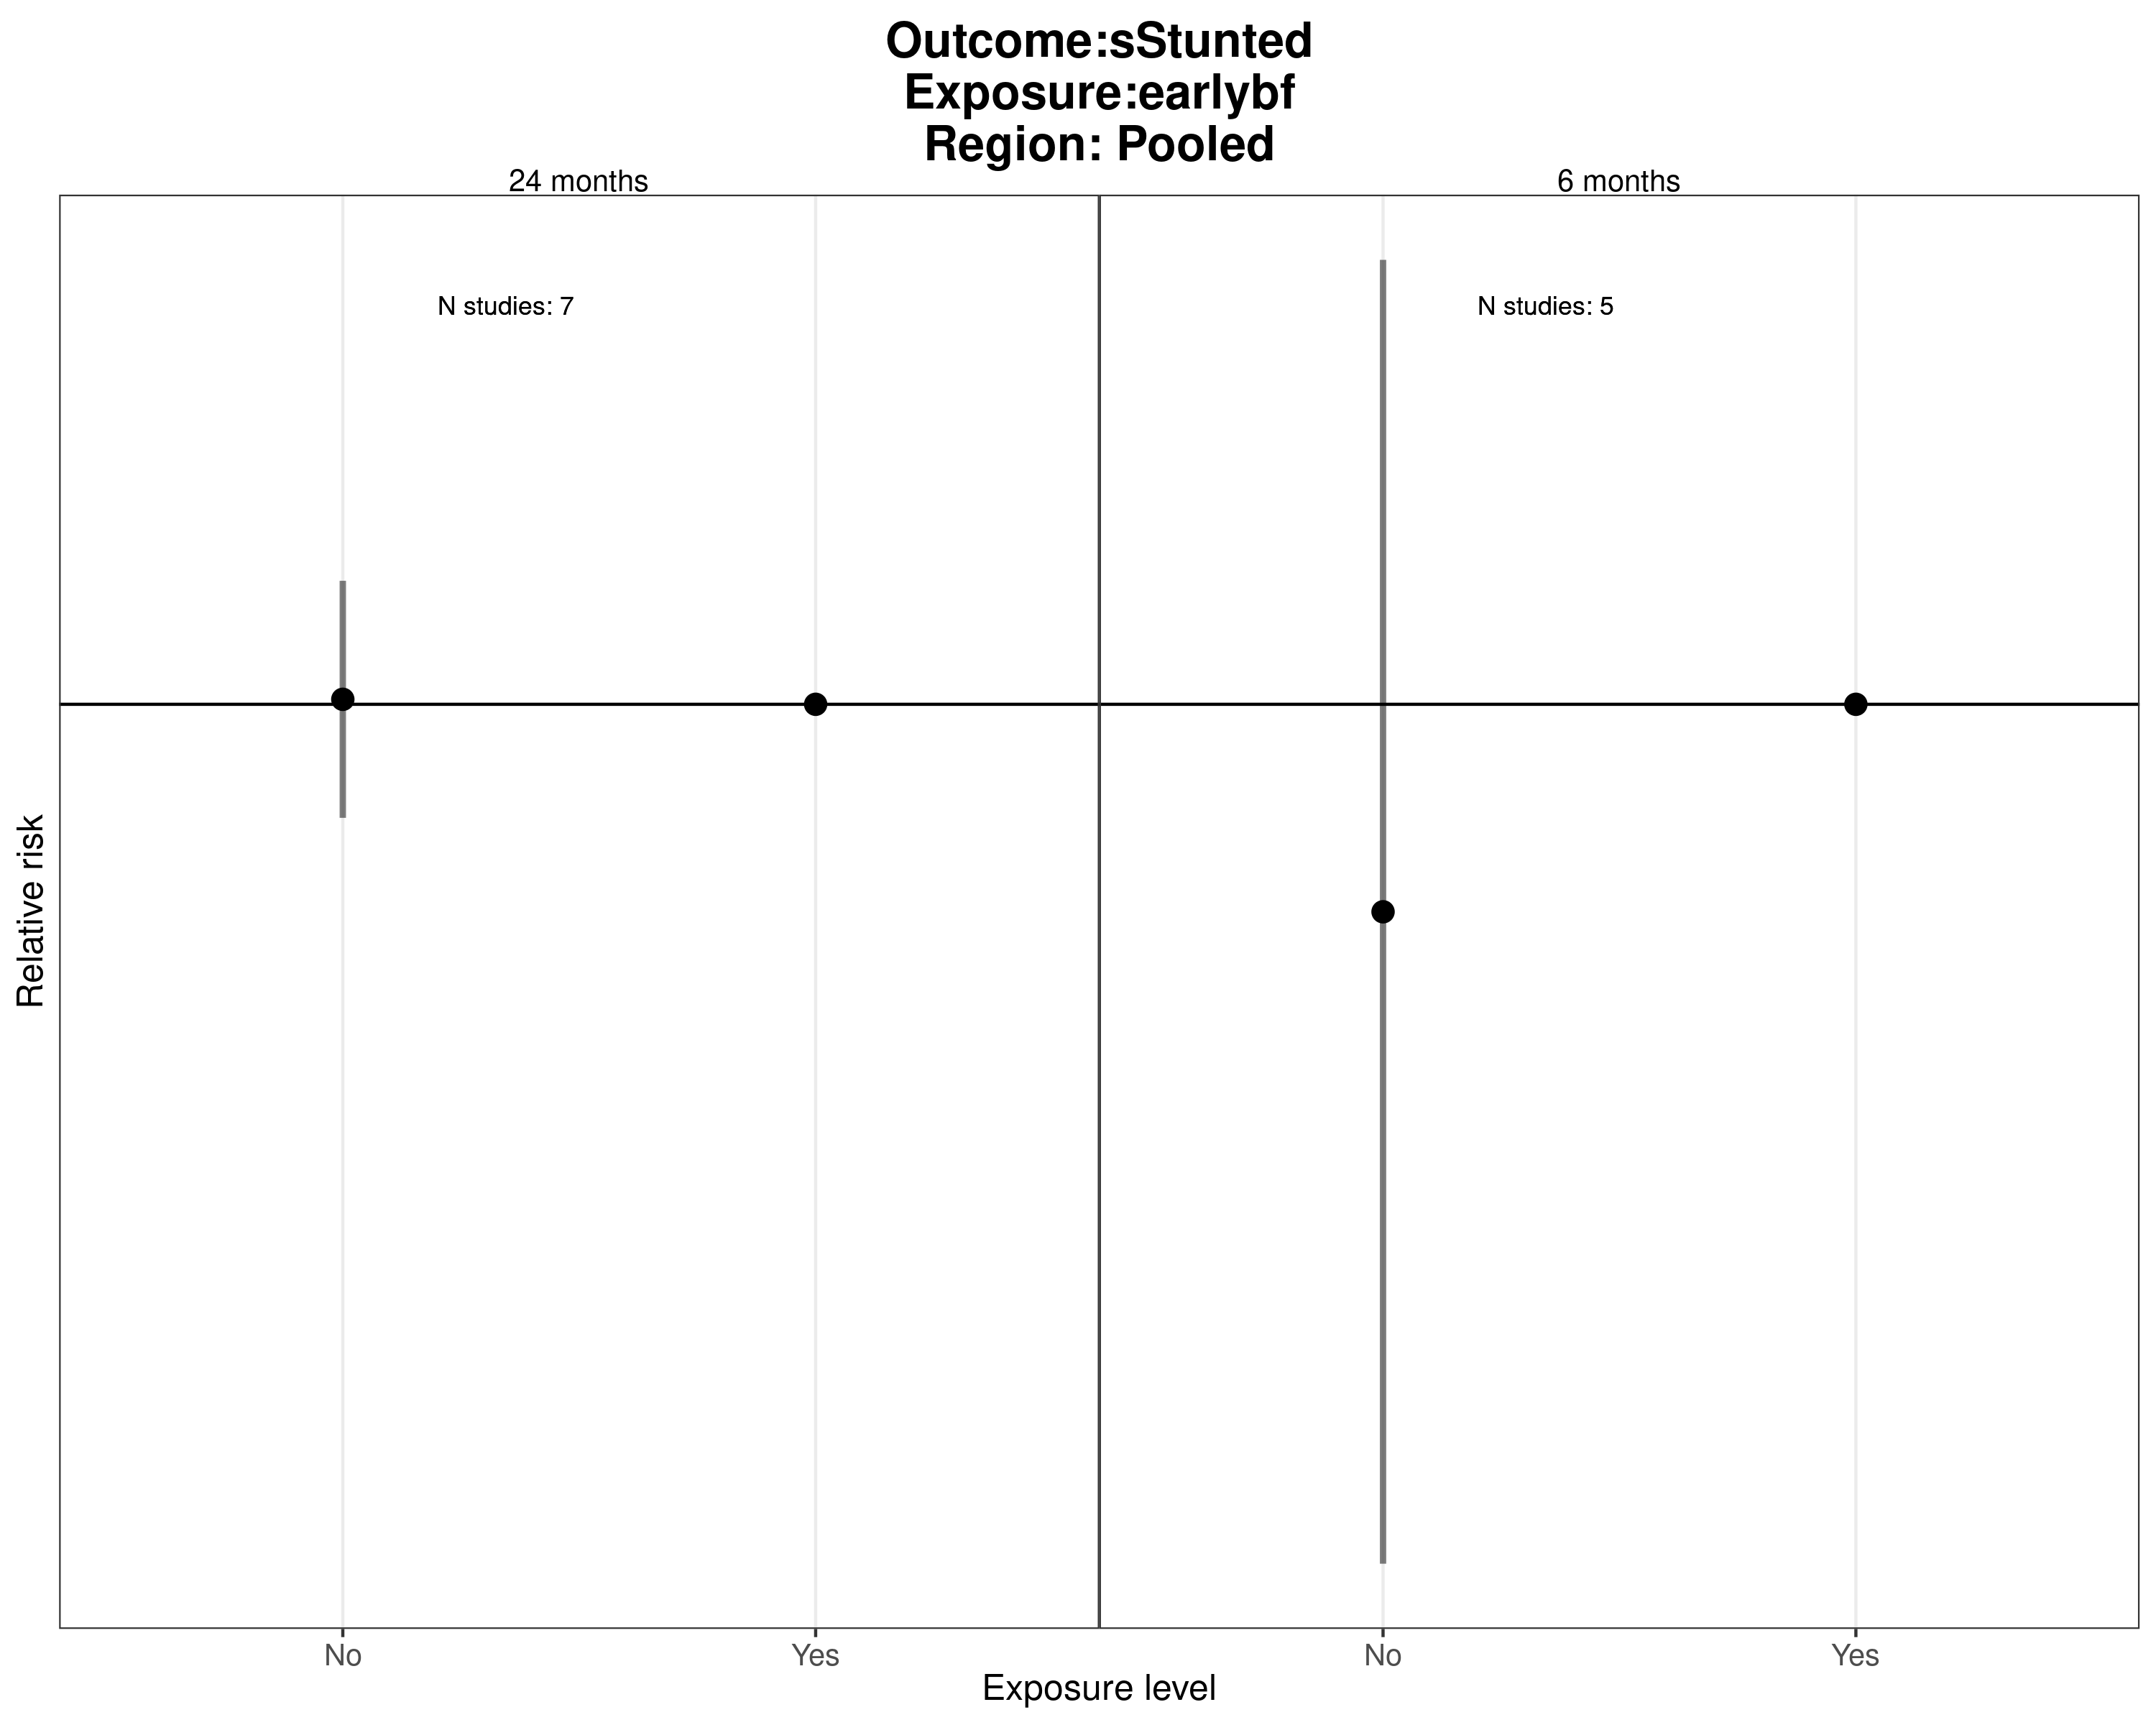 Outcome:sStunted
Exposure:earlybf
Region: Pooled
24 months
6 months
N studies: 7
N studies: 5
Relative risk
No
Yes
No
Yes
Exposure level